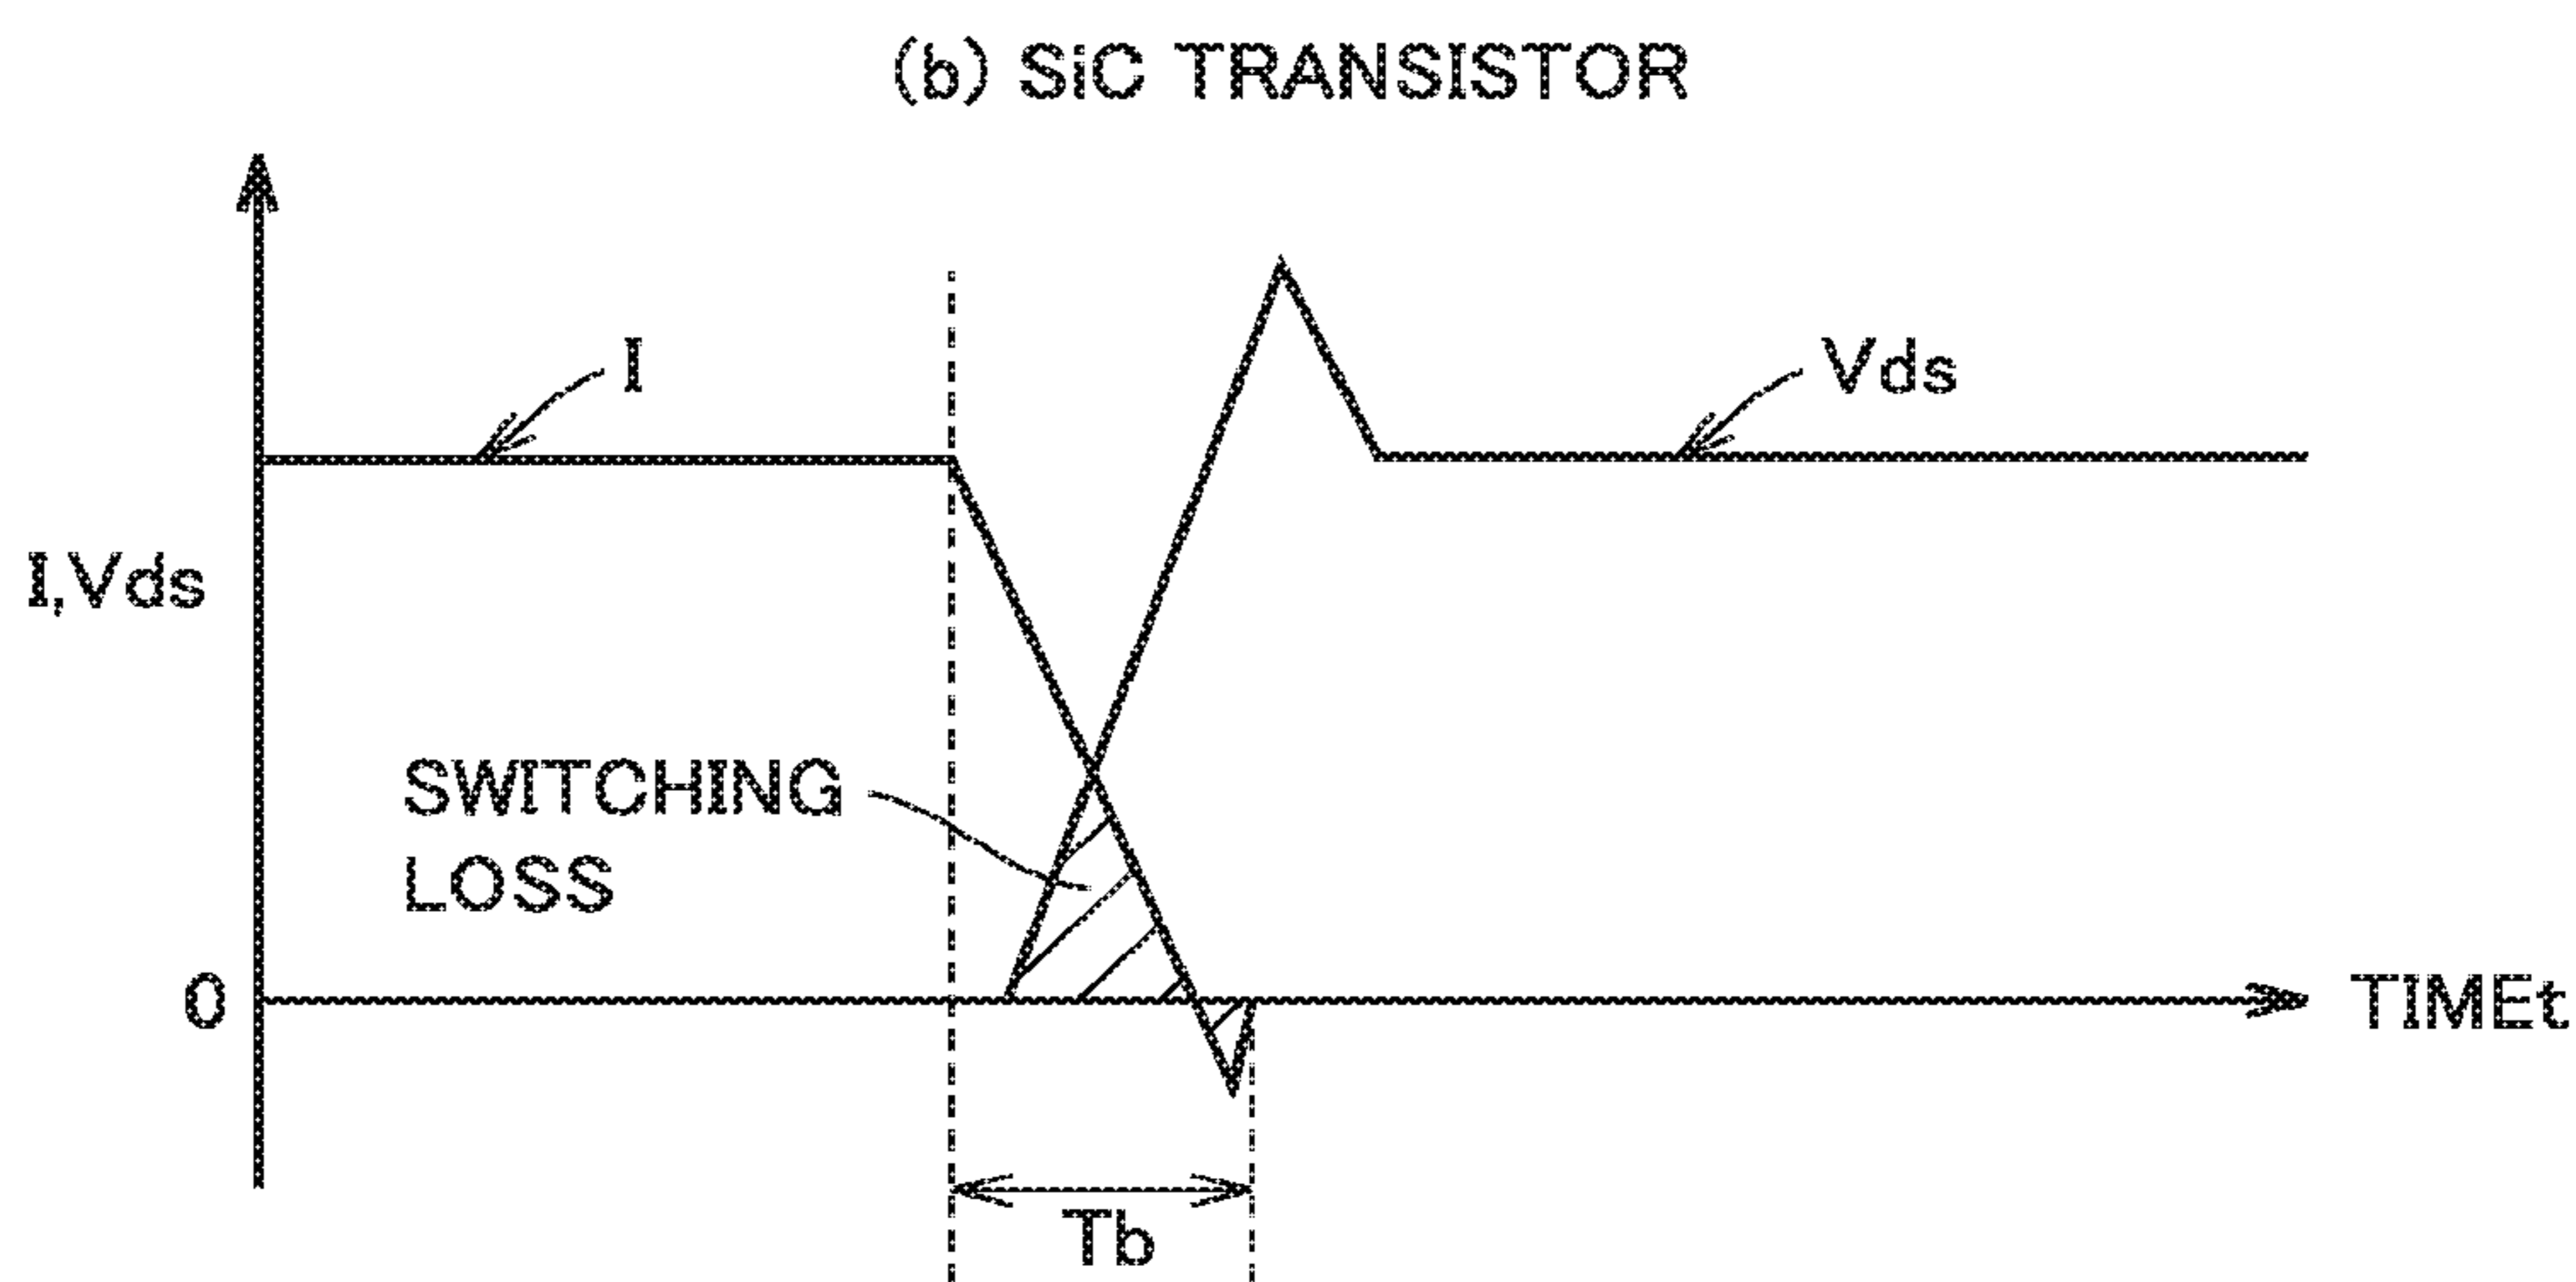 (b) SiC TRANSISTOR
I
Vds
I,Vds
SWITCHING
LOSS
0
TIMEt
Tb